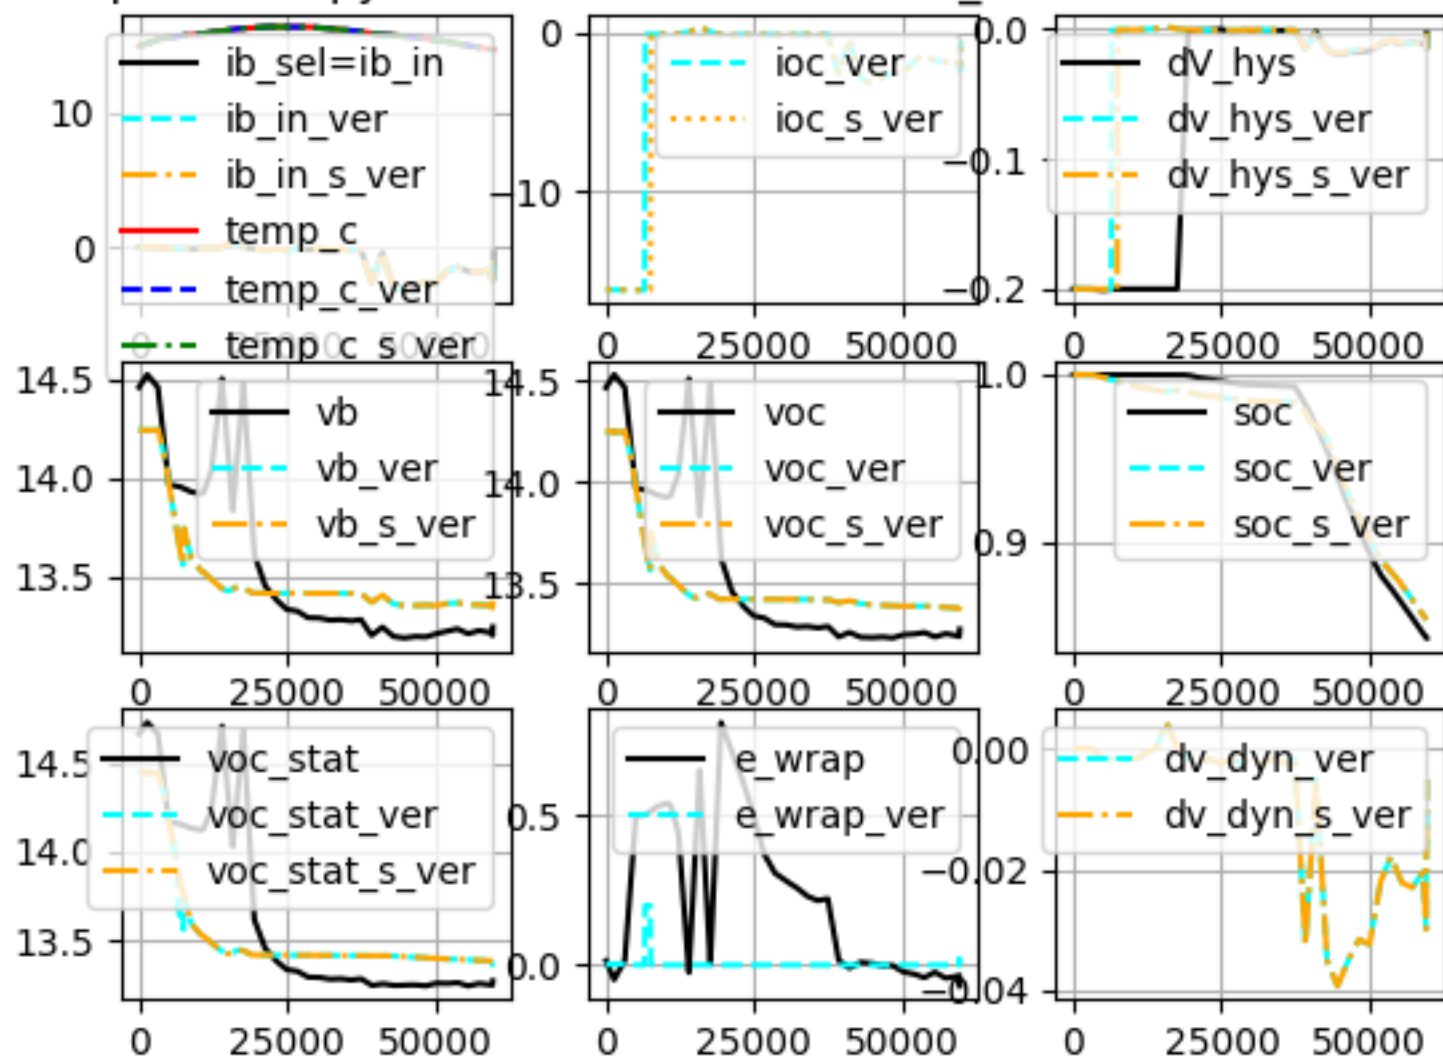 10
0
ib_sel=ib_in
ib_in_ver
ib_in_s_ver
temp_c
temp_c_ver
temp_c_s_ver
0 25000 50000
0
−10
ioc_ver
ioc_s_ver
0 25000 50000
0.0
−0.1
−0.2
dV_hys
dv_hys_ver
dv_hys_s_ver
0 25000 50000
14.5
14.0
13.5
vb
vb_ver
vb_s_ver
0 25000 50000
14.5
14.0
13.5
voc
voc_ver
voc_s_ver
0 25000 50000
1.0
0.9
soc
soc_ver
soc_s_ver
0 25000 50000
14.5
14.0
13.5
voc_stat
voc_stat_ver
voc_stat_s_ver
0 25000 50000
0.5
0.0
e_wrap
e_wrap_ver
0 25000 50000
0.00
−0.02
−0.04
dv_dyn_ver
dv_dyn_s_ver
0 25000 50000